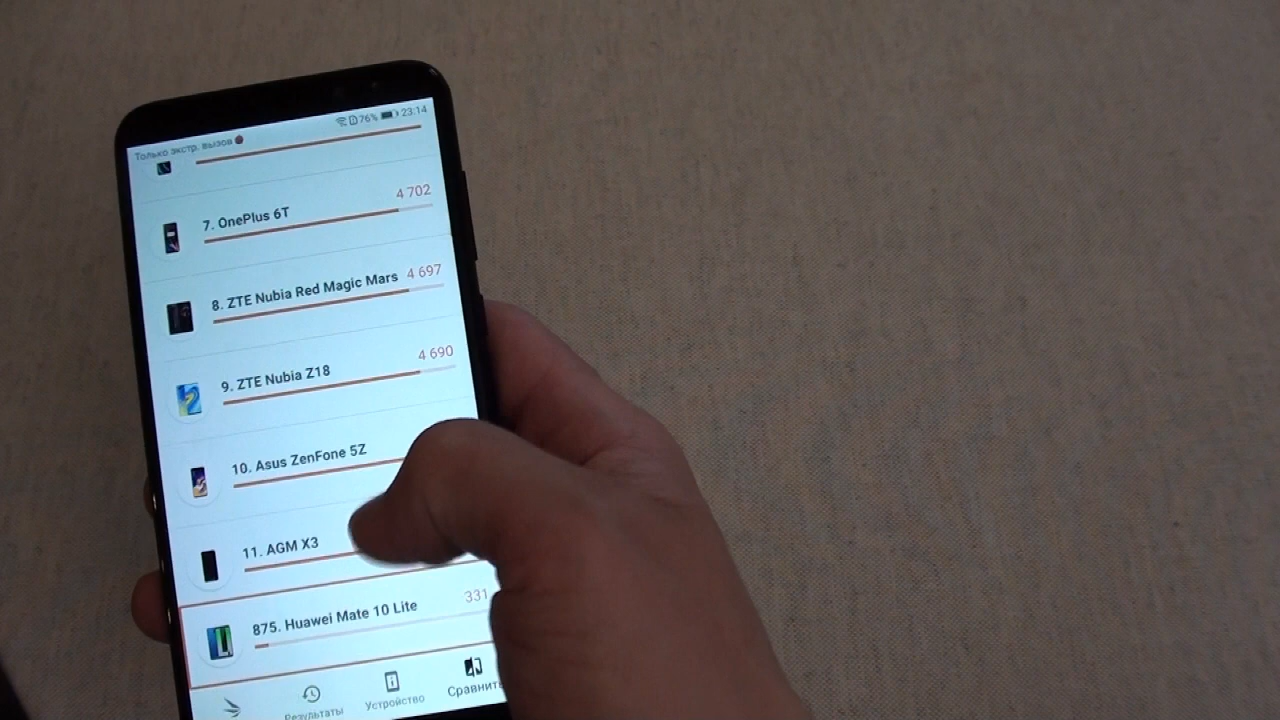 Только экстр. вызов 76% 23:14
7. OnePlus 6T 4 702
8. ZTE Nubia Red Magic Mars 4 697
9. ZTE Nubia Z18 4 690
10. Asus ZenFone 5Z
11. AGM X3
875. Huawei Mate 10 Lite 331
Результаты Устройство Сравнить